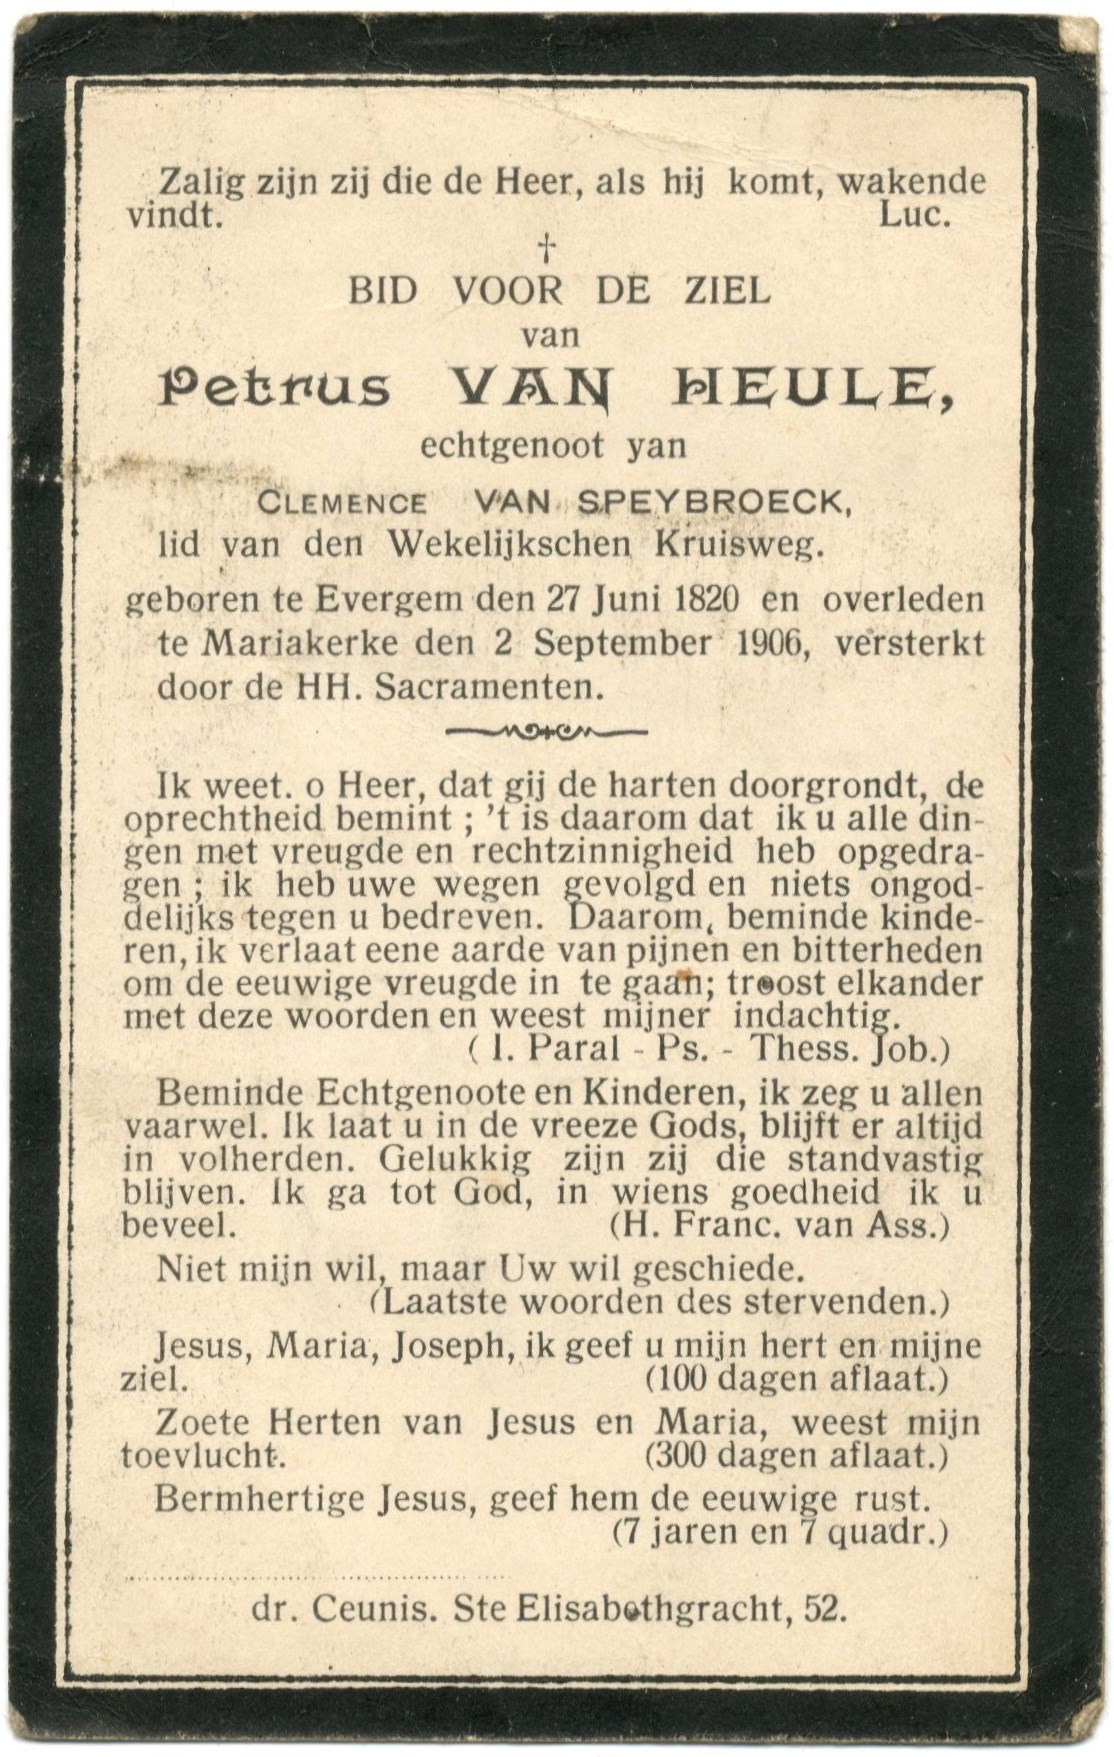 Zalig zijn zij die de Heer, als hij komt, wakende
vindt. Luc.
†
BID VOOR DE ZIEL
van
Petrus VAN HEULE,
echtgenoot yan
CLEMENCE VAN SPEYBROECK,
lid van den Wekelijkschen Kruisweg.
geboren te Evergem den 27 Juni 1820 en overleden
te Mariakerke den 2 September 1906, versterkt
door de HH. Sacramenten.
Ik weet. o Heer, dat gij de harten doorgrondt, de
oprechtheid bemint ; 't is daarom dat ik u alle din-
gen met vreugde en rechtzinnigheid heb opgedra-
gen ; ik heb uwe wegen gevolgd en niets ongod-
delijks tegen u bedreven. Daarom, beminde kinde-
ren, ik verlaat eene aarde van pijnen en bitterheden
om de eeuwige vreugde in te gaan; troost elkander
met deze woorden en weest mijner indachtig.
( I. Paral - Ps. - Thess. Job.)
Beminde Echtgenoote en Kinderen, ik zeg u allen
vaarwel. Ik laat u in de vreeze Gods, blijft er altijd
in volherden. Gelukkig zijn zij die standvastig
blijven. Ik ga tot God, in wiens goedheid ik u
beveel. (H. Franc. van Ass.)
Niet mijn wil, maar Uw wil geschiede.
(Laatste woorden des stervenden.)
Jesus, Maria, Joseph, ik geef u mijn hert en mijne
ziel. (100 dagen aflaat.)
Zoete Herten van Jesus en Maria, weest mijn
toevlucht. (300 dagen aflaat.)
Bermhertige Jesus, geef hem de eeuwige rust.
(7 jaren en 7 quadr.)
dr. Ceunis. Ste Elisabethgracht, 52.